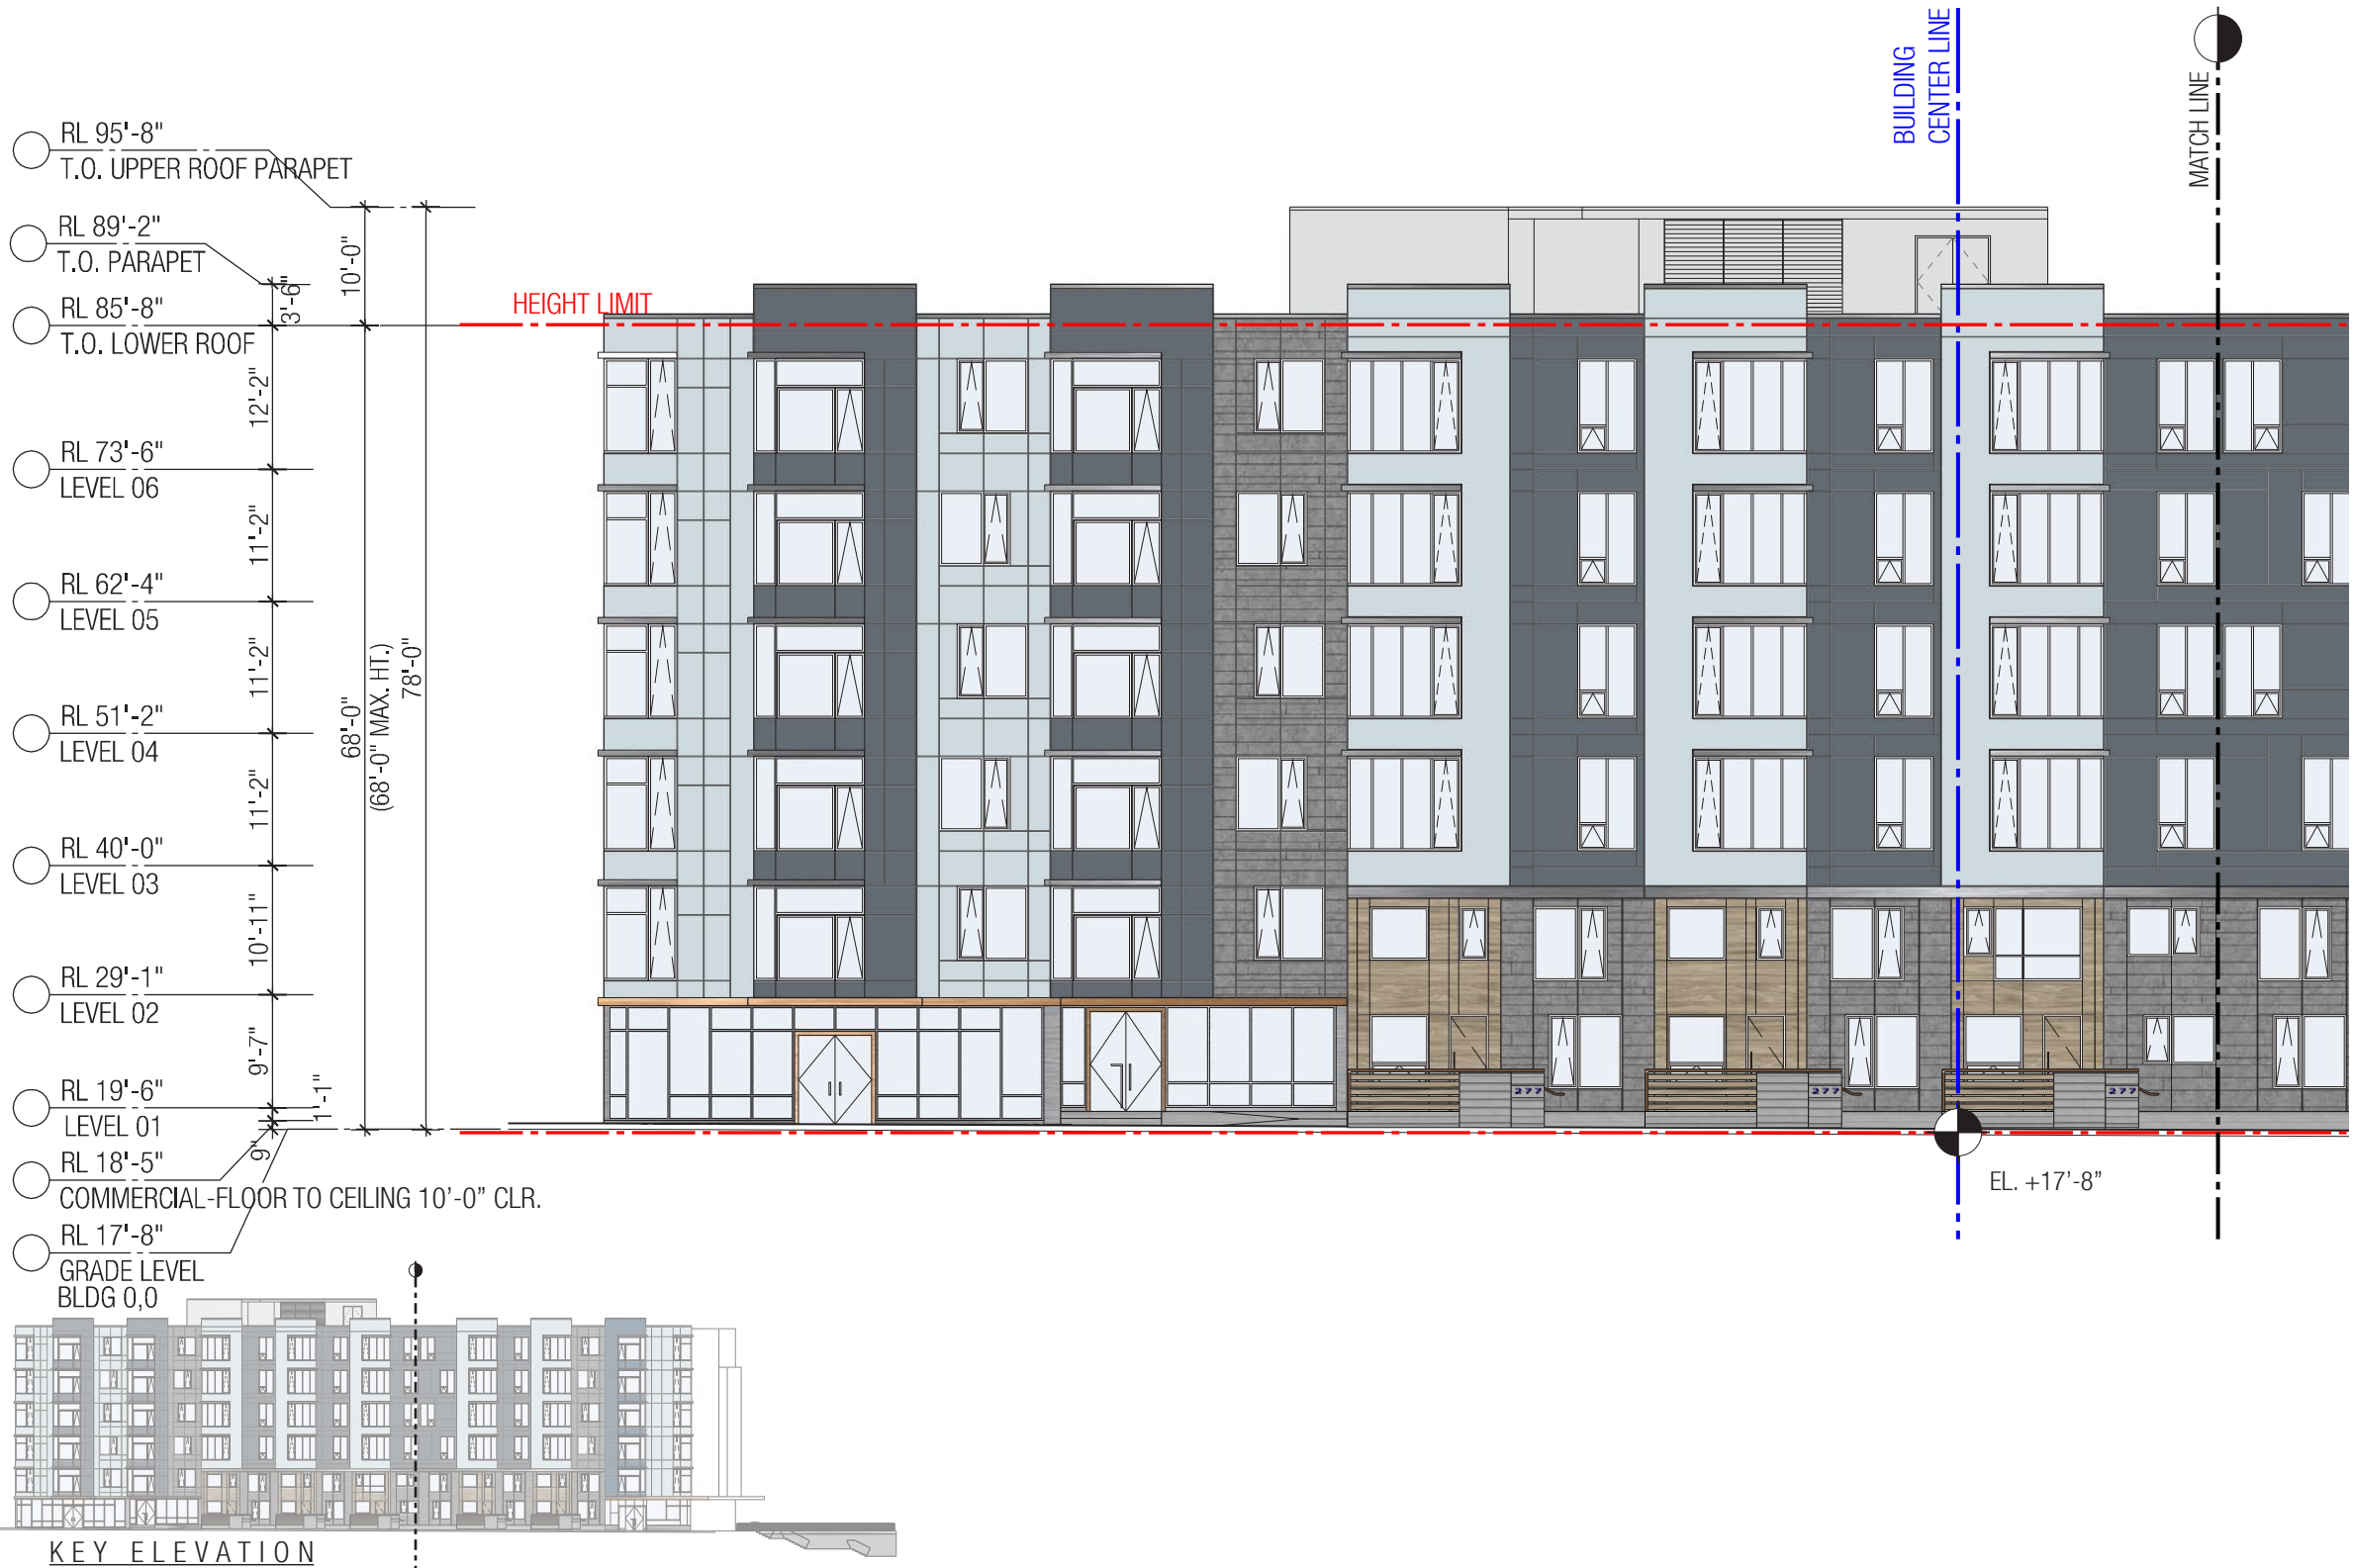 BUILDING
CENTER LINE
MATCH LINE
RL 95'-8"
T.O. UPPER ROOF PARAPET
RL 89'-2"
T.O. PARAPET
3'-6"
10'-0"
RL 85'-8"
T.O. LOWER ROOF
HEIGHT LIMIT
12'-2"
RL 73'-6"
LEVEL 06
11'-2"
RL 62'-4"
LEVEL 05
11'-2"
68'-0"
(68'-0" MAX. HT.)
78'-0"
RL 51'-2"
LEVEL 04
11'-2"
RL 40'-0"
LEVEL 03
10'-11"
RL 29'-1"
LEVEL 02
9'-7"
RL 19'-6"
LEVEL 01
1'-1"
9"
277
277
277
RL 18'-5"
COMMERCIAL-FLOOR TO CEILING 10'-0” CLR.
EL. +17’-8”
RL 17'-8"
GRADE LEVEL
BLDG 0,0
KEY ELEVATION